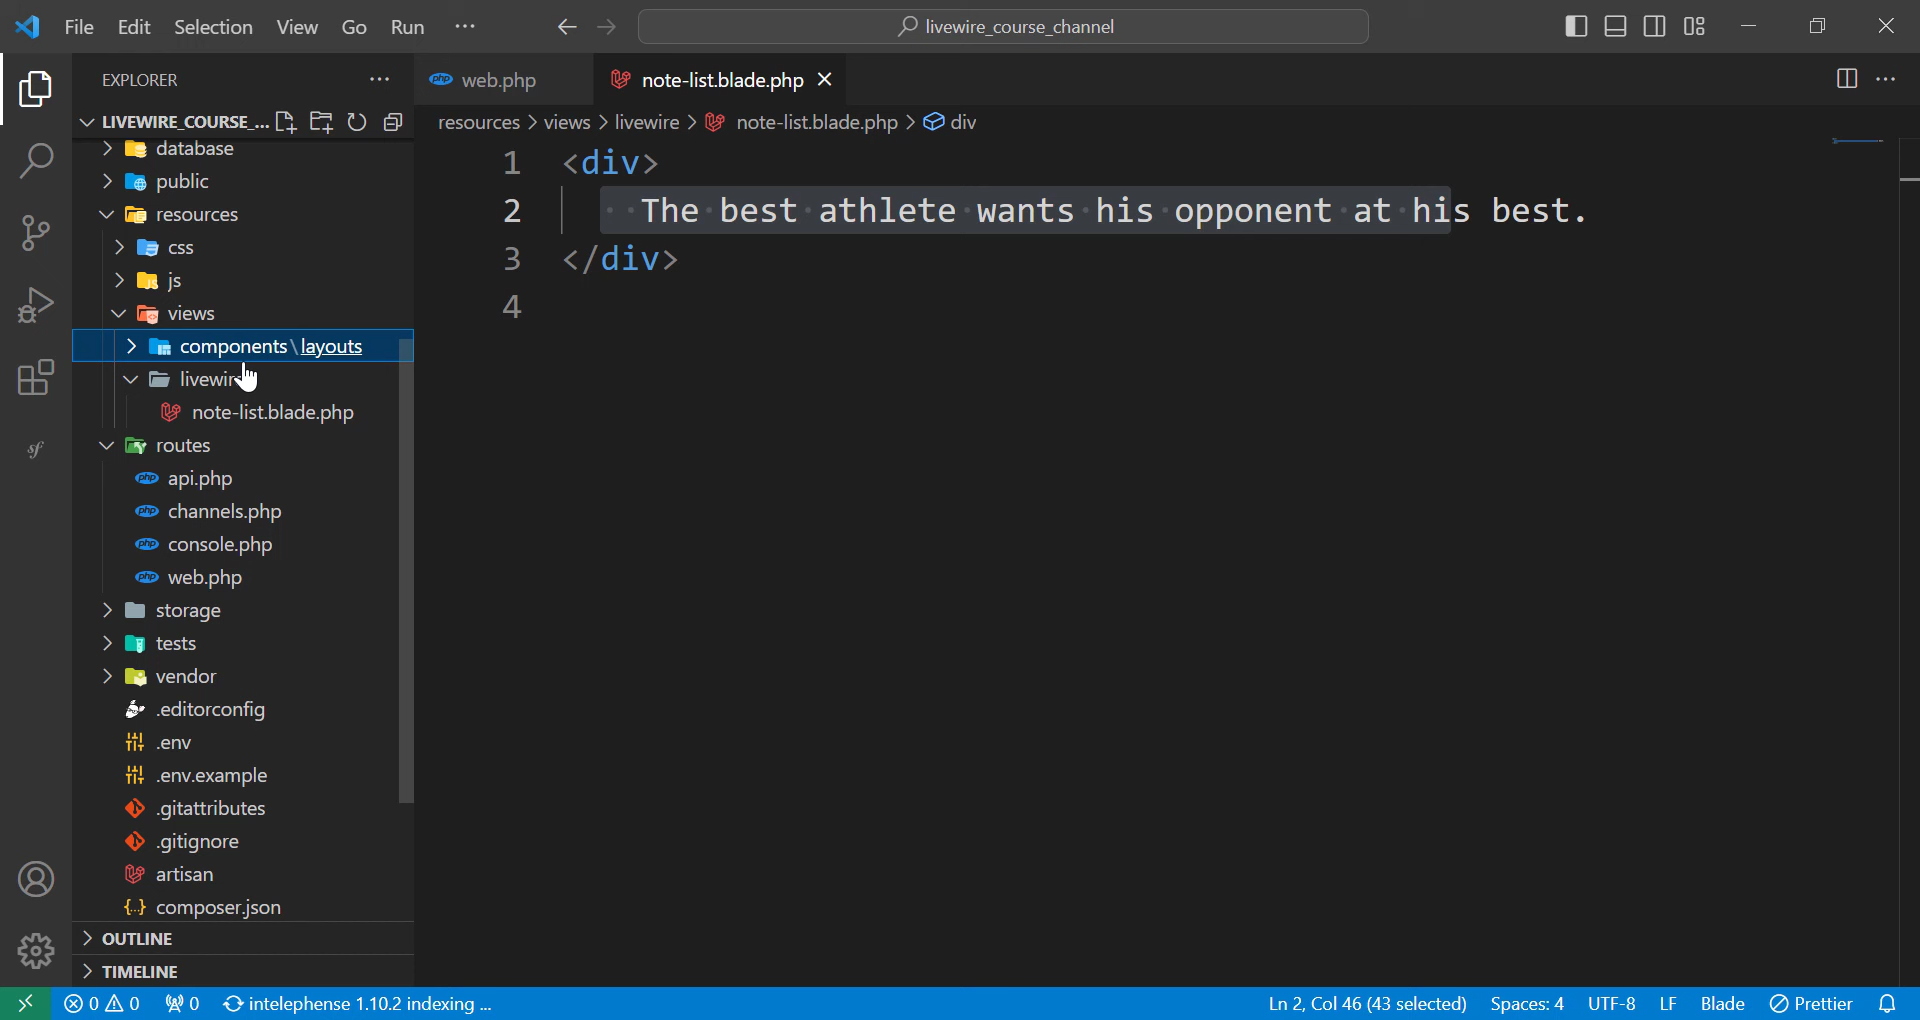 File Edit Selection View Go Run ··· livewire_course_channel
EXPLORER ···
web.php
note-list.blade.php
LIVEWIRE_COURSE_...
resources > views > livewire > note-list.blade.php > div
database
public
resources
css
js
views
components\layouts
note-list.blade.php
routes
api.php
channels.php
console.php
web.php
storage
tests
vendor
.editorconfig
.env
.env.example
.gitattributes
.gitignore
artisan
composer.json
OUTLINE
TIMELINE
1 <div>
2 The best athlete wants his opponent at his best.
3 </div>
4
0 0 0 intelephense 1.10.2 indexing ... Ln 2, Col 46 (43 selected) Spaces: 4 UTF-8 LF Blade Prettier